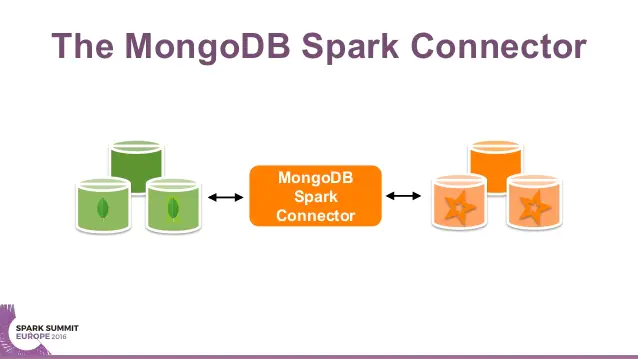 The MongoDB Spark Connector
MongoDB
Spark
Connector
SPARK SUMMIT
EUROPE 2016